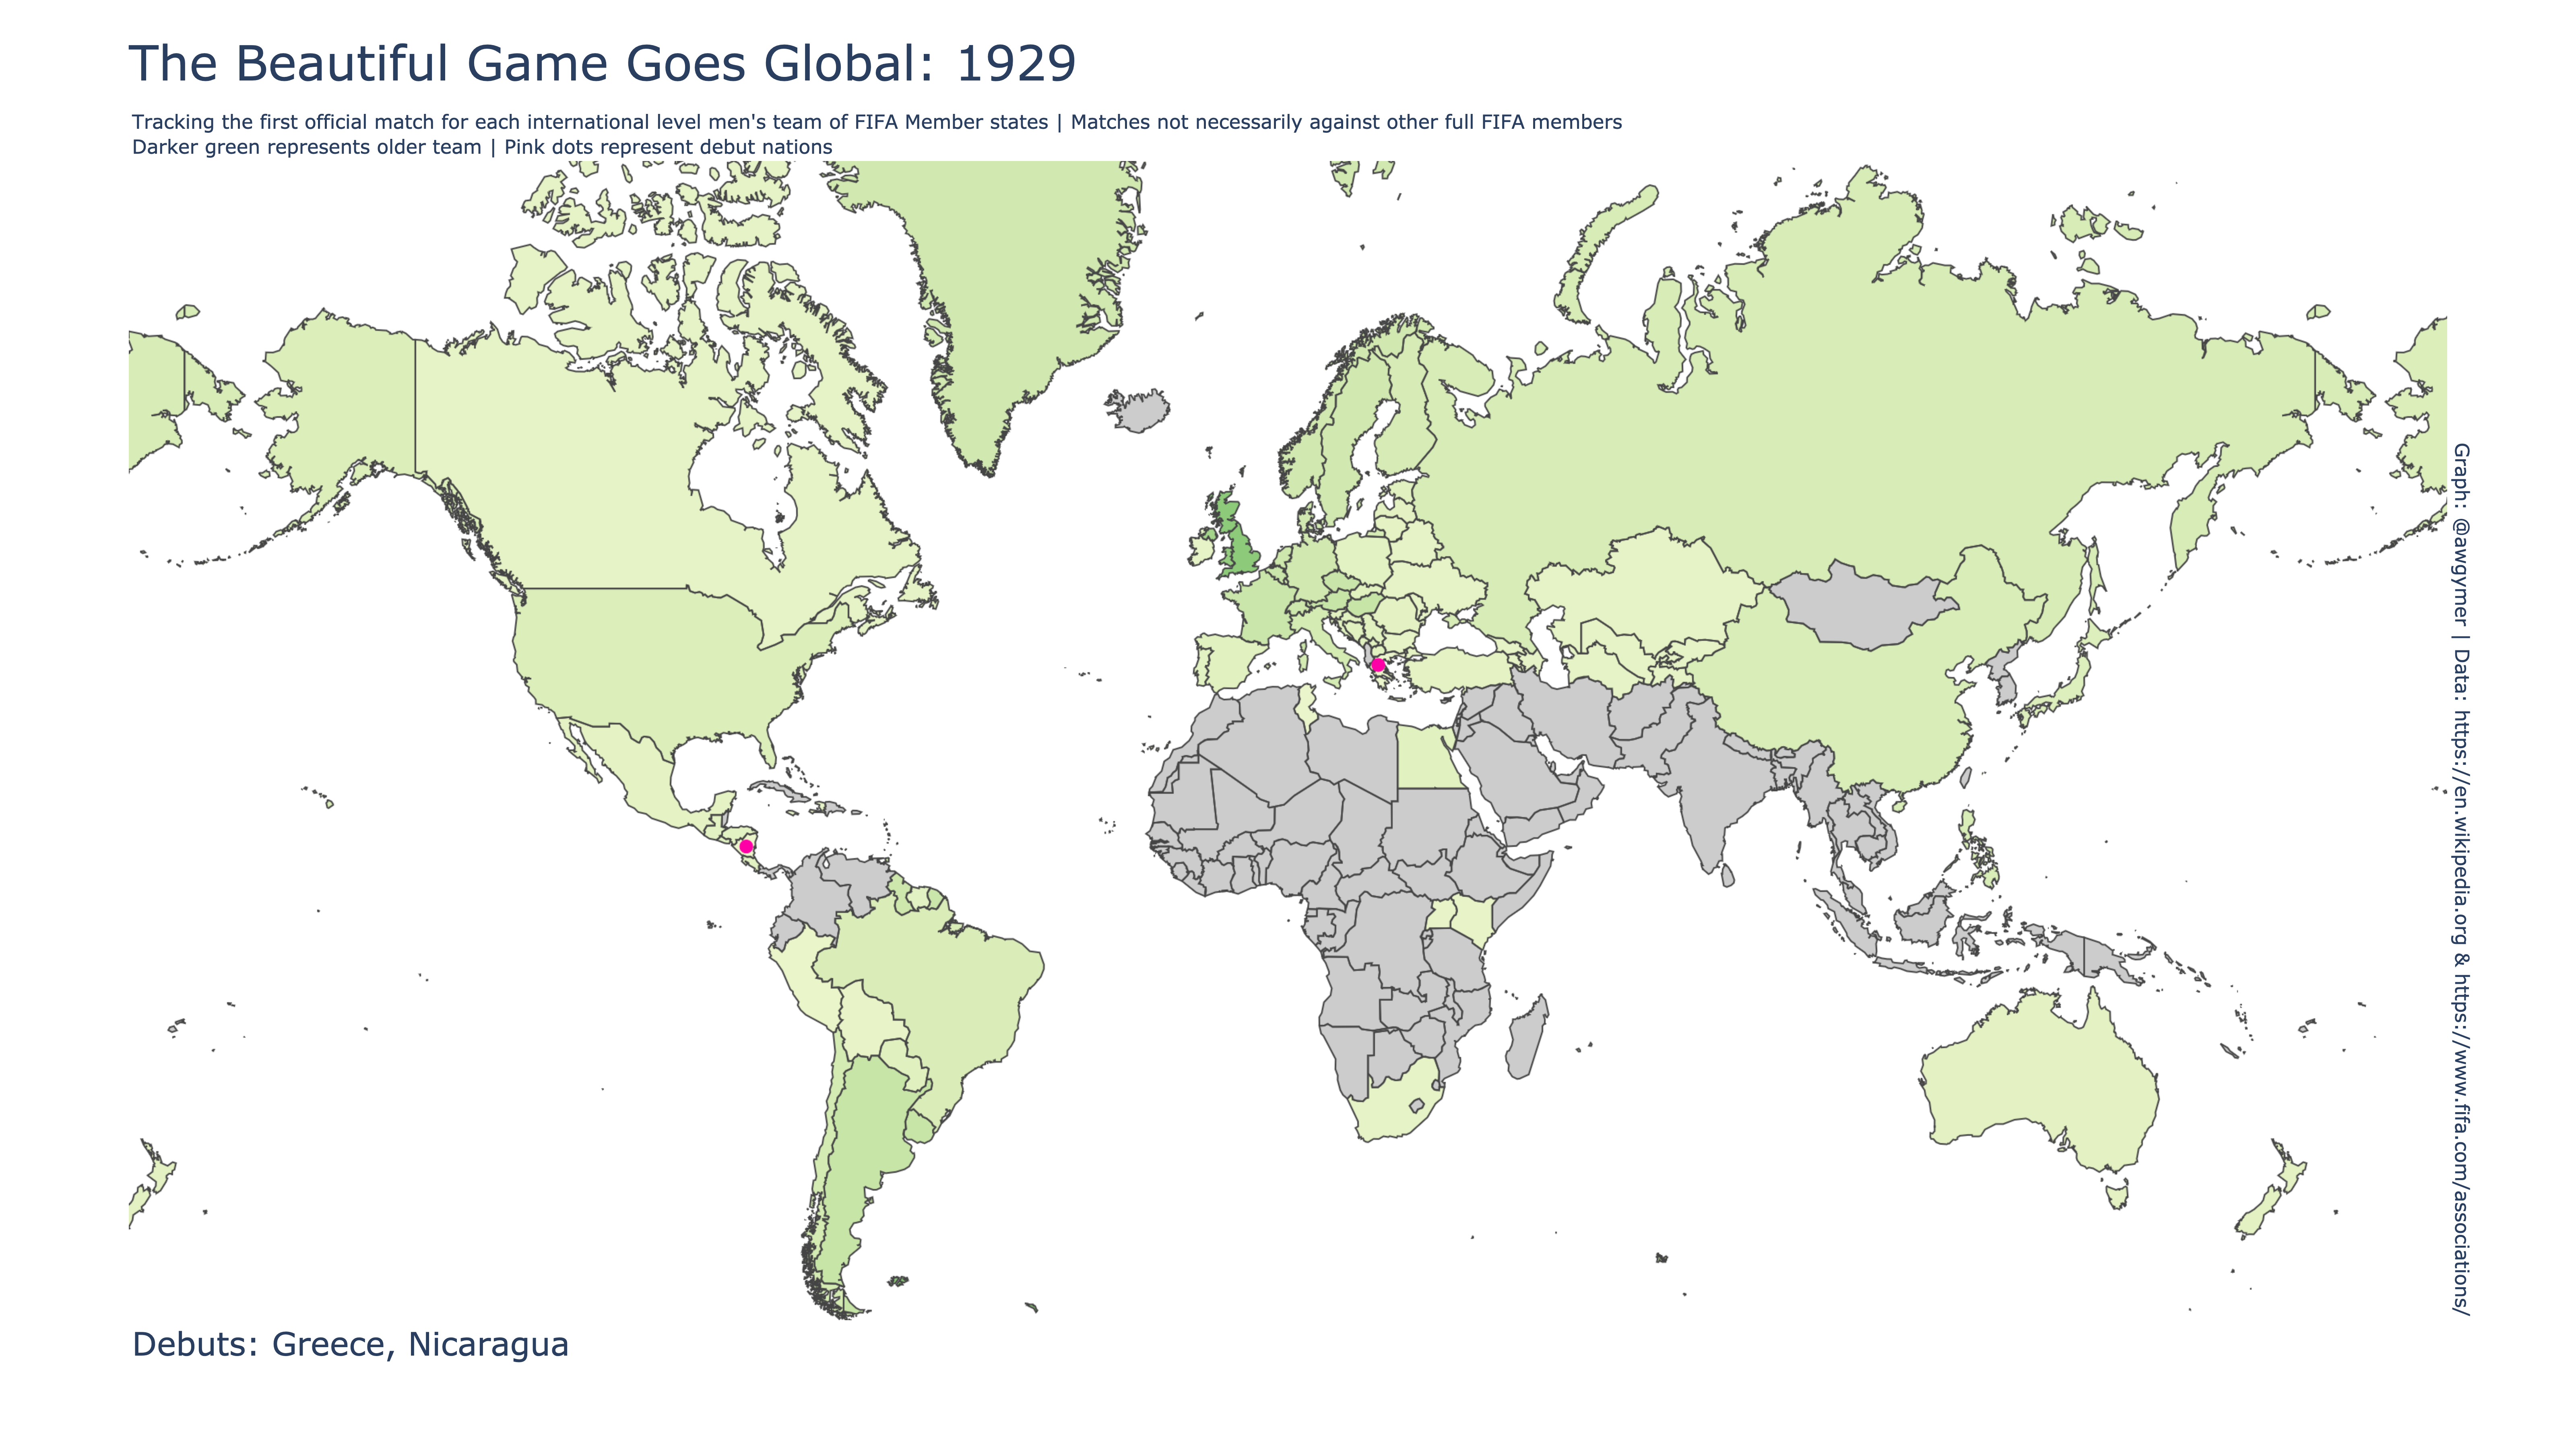 The Beautiful Game Goes Global: 1929
Tracking the first official match for each international level men's team of FIFA Member states | Matches not necessarily against other full FIFA members
Darker green represents older team | Pink dots represent debut nations
Graph: @awgymer | Data: https://en.wikipedia.org & https://www.fifa.com/associations/
Debuts: Greece, Nicaragua